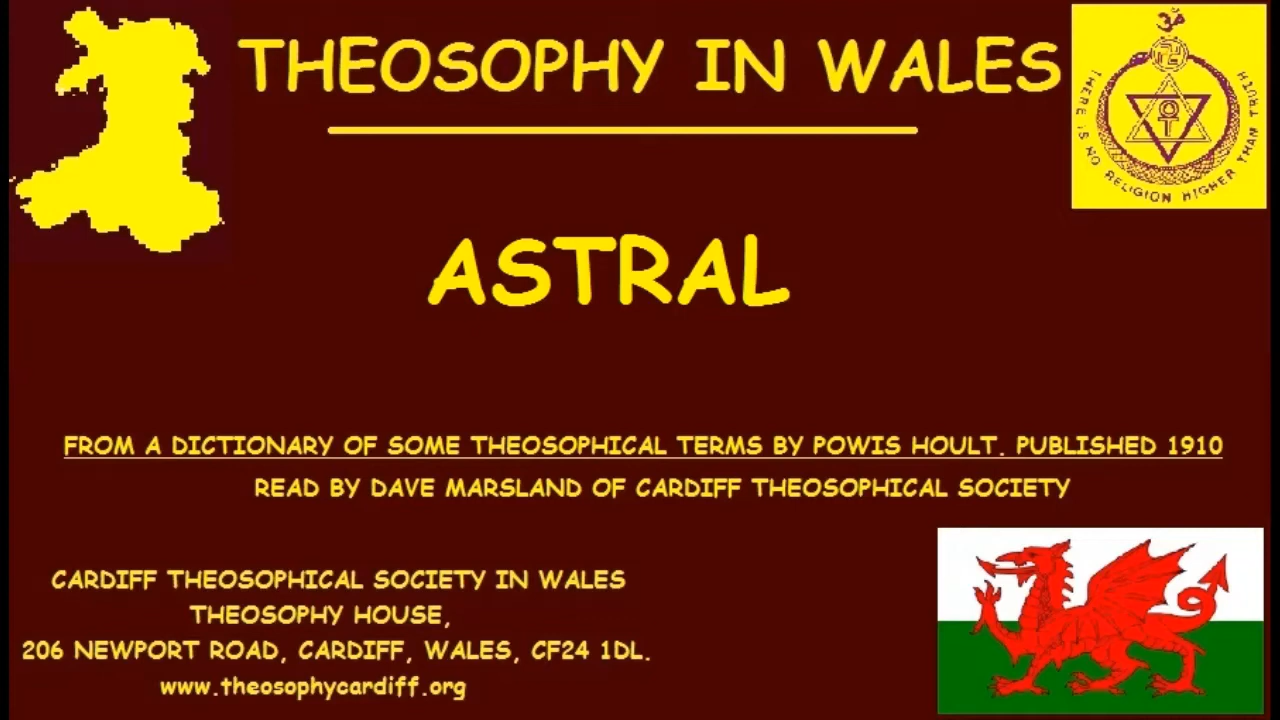 THEOSOPHY IN WALES
ॐ
THERE IS NO RELIGION HIGHER THAN TRUTH
ASTRAL
FROM A DICTIONARY OF SOME THEOSOPHICAL TERMS BY POWIS HOULT. PUBLISHED 1910
READ BY DAVE MARSLAND OF CARDIFF THEOSOPHICAL SOCIETY
CARDIFF THEOSOPHICAL SOCIETY IN WALES
THEOSOPHY HOUSE,
206 NEWPORT ROAD, CARDIFF, WALES, CF24 1DL.
www.theosophycardiff.org